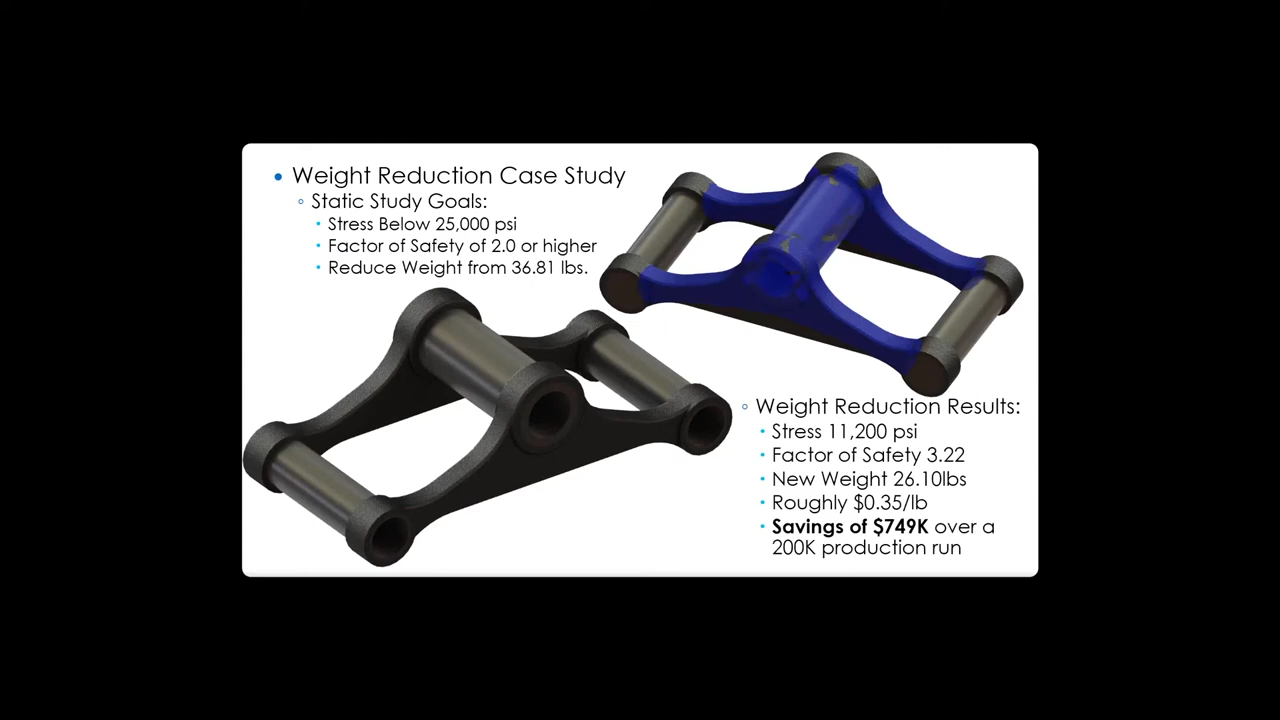 Weight Reduction Case Study
Static Study Goals:
Stress Below 25,000 psi
Factor of Safety of 2.0 or higher
Reduce Weight from 36.81 lbs.
Weight Reduction Results:
Stress 11,200 psi
Factor of Safety 3.22
New Weight 26.10lbs
Roughly $0.35/lb
Savings of $749K over a
200K production run